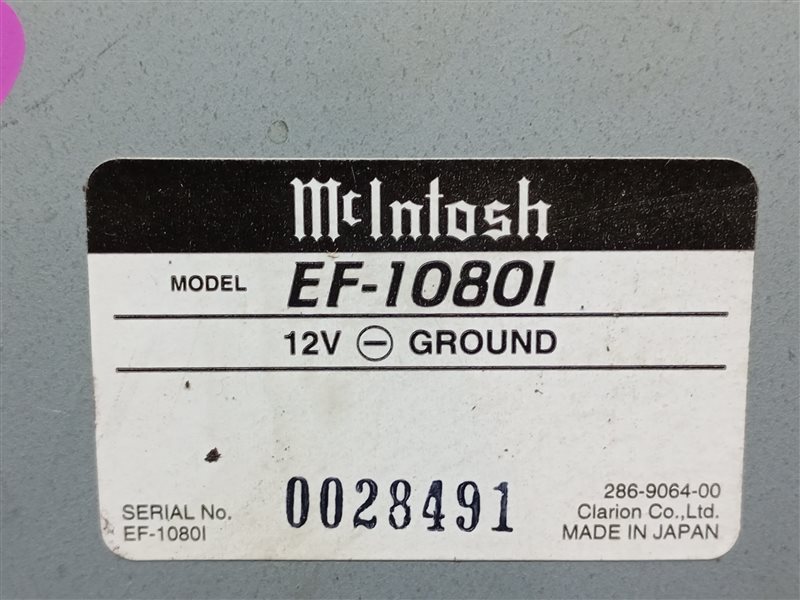 McIntosh
MODEL EF-1080I
12V ⊖ GROUND
286-9064-00
SERIAL No. 0028491 Clarion Co.,Ltd.
EF-1080I MADE IN JAPAN